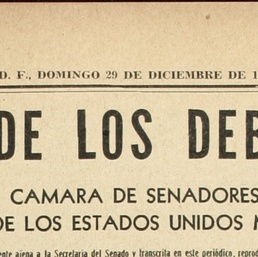 D. F., DOMINGO 29 DE DICIEMBRE DE 1
DE LOS DEB
CAMARA DE SENADORES
DE LOS ESTADOS UNIDOS M
ente ajena a la Secretaria del Senado y transcrita en este periódico, reprod